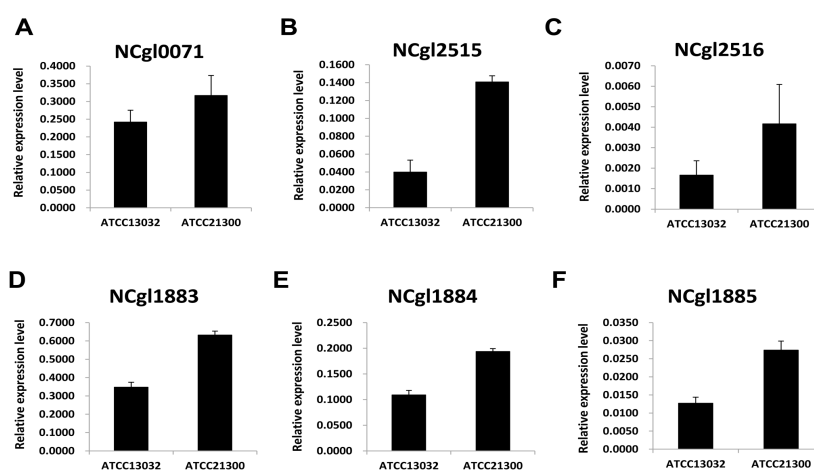 A
NCgl0071
Relative expression level
0.4000
0.3500
0.3000
0.2500
0.2000
0.1500
0.1000
0.0500
0.0000
ATCC13032
ATCC21300
B
NCgl2515
Relative expression level
0.1600
0.1400
0.1200
0.1000
0.0800
0.0600
0.0400
0.0200
0.0000
ATCC13032
ATCC21300
C
NCgl2516
Relative expression level
0.0070
0.0060
0.0050
0.0040
0.0030
0.0020
0.0010
0.0000
ATCC13032
ATCC21300
D
NCgl1883
Relative expression level
0.7000
0.6000
0.5000
0.4000
0.3000
0.2000
0.1000
0.0000
ATCC13032
ATCC21300
E
NCgl1884
Relative expression level
0.2500
0.2000
0.1500
0.1000
0.0500
0.0000
ATCC13032
ATCC21300
F
NCgl1885
Relative expression level
0.0350
0.0300
0.0250
0.0200
0.0150
0.0100
0.0050
0.0000
ATCC13032
ATCC21300